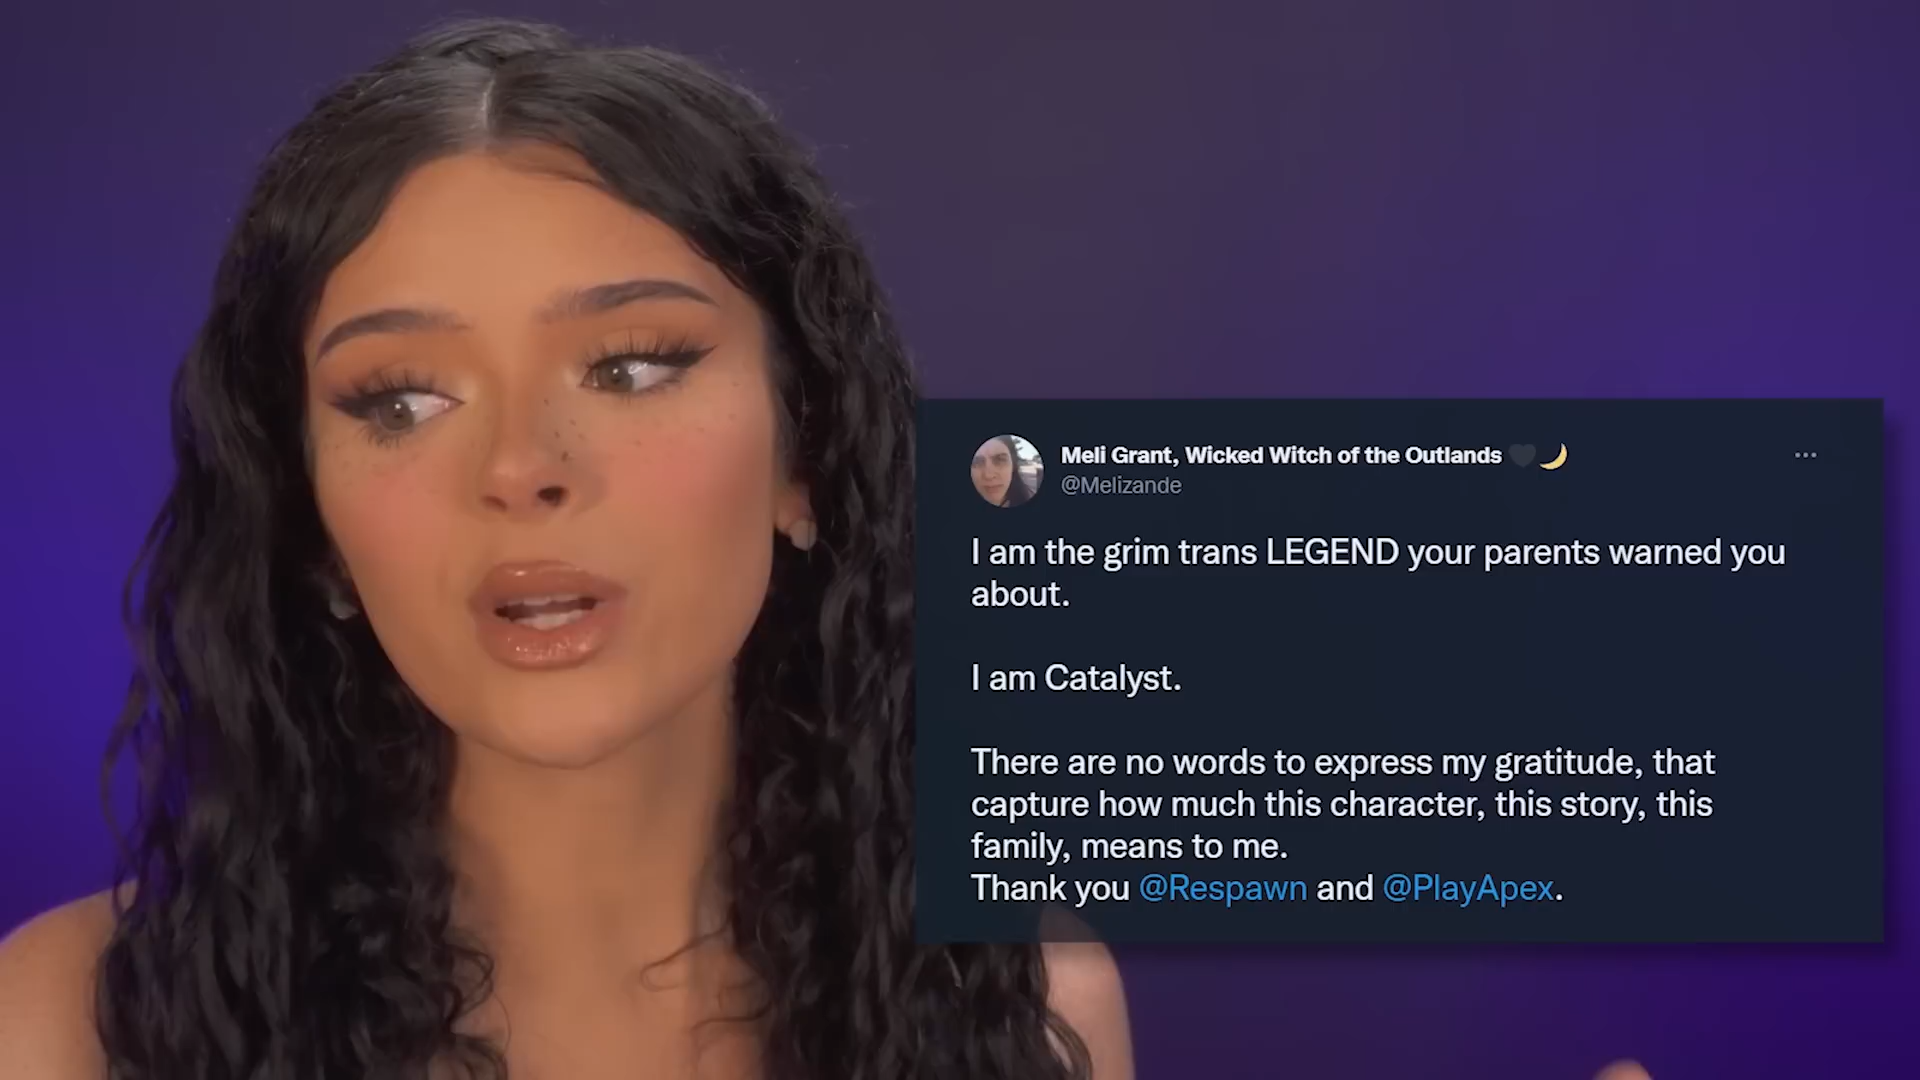 Meli Grant, Wicked Witch of the Outlands 🖤🌙
@Melizande
I am the grim trans LEGEND your parents warned you
about.
I am Catalyst.
There are no words to express my gratitude, that
capture how much this character, this story, this
family, means to me.
Thank you @Respawn and @PlayApex.